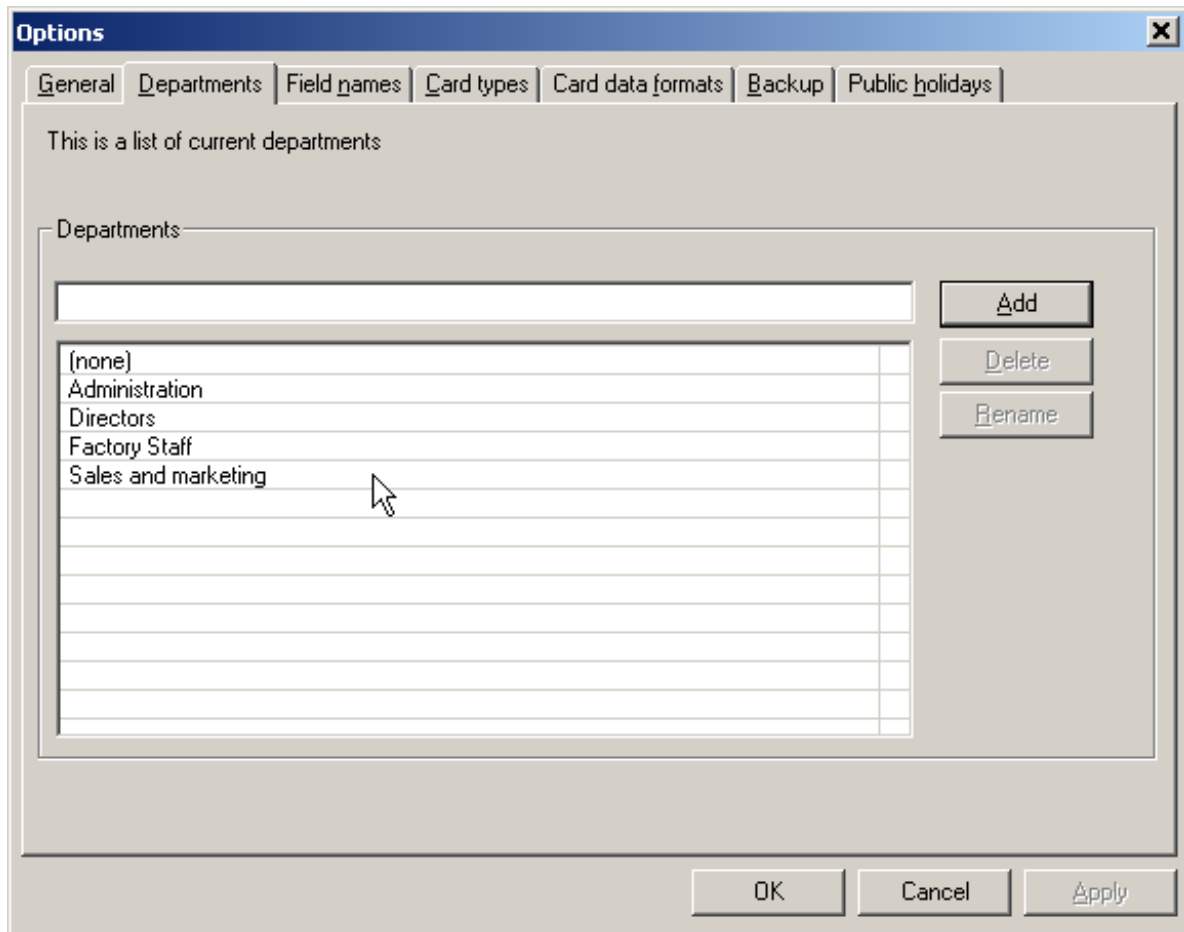 Options
General Departments Field names Card types Card data formats Backup Public holidays
This is a list of current departments
Departments
Add
(none)
Delete
Administration
Directors
Rename
Factory Staff
Sales and marketing
OK Cancel Apply